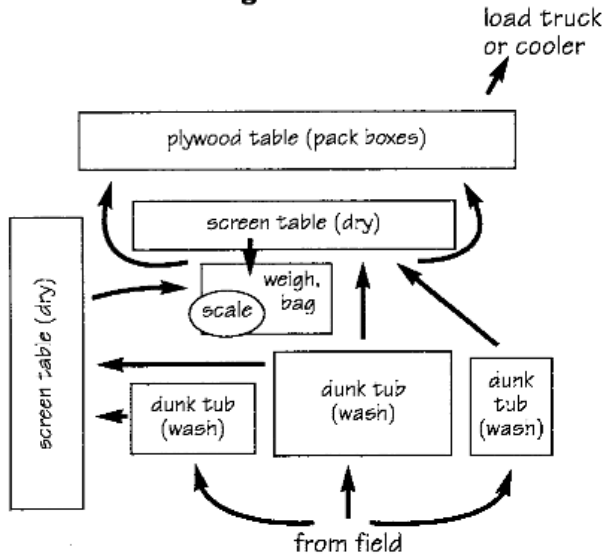 load truck
or cooler
plywood table (pack boxes)
screen table (dry)
weigh,
bag
scale
screen table (dry)
dunk tub
(wash)
dunk tub
(wash)
dunk
tub
(wash)
from field